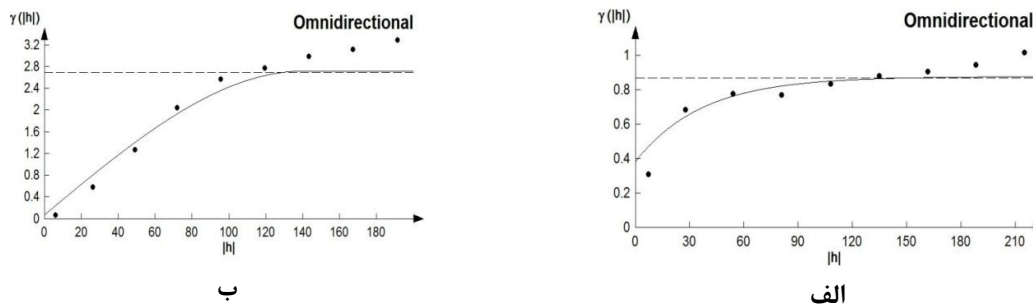 γ (|h|)
Omnidirectional
3.2
2.8
2.4
2
1.6
1.2
0.8
0.4
0
0 20 40 60 80 100 120 140 160 180
|h|
ب
γ (|h|)
Omnidirectional
1
0.8
0.6
0.4
0.2
0
0 30 60 90 120 150 180 210
|h|
الف